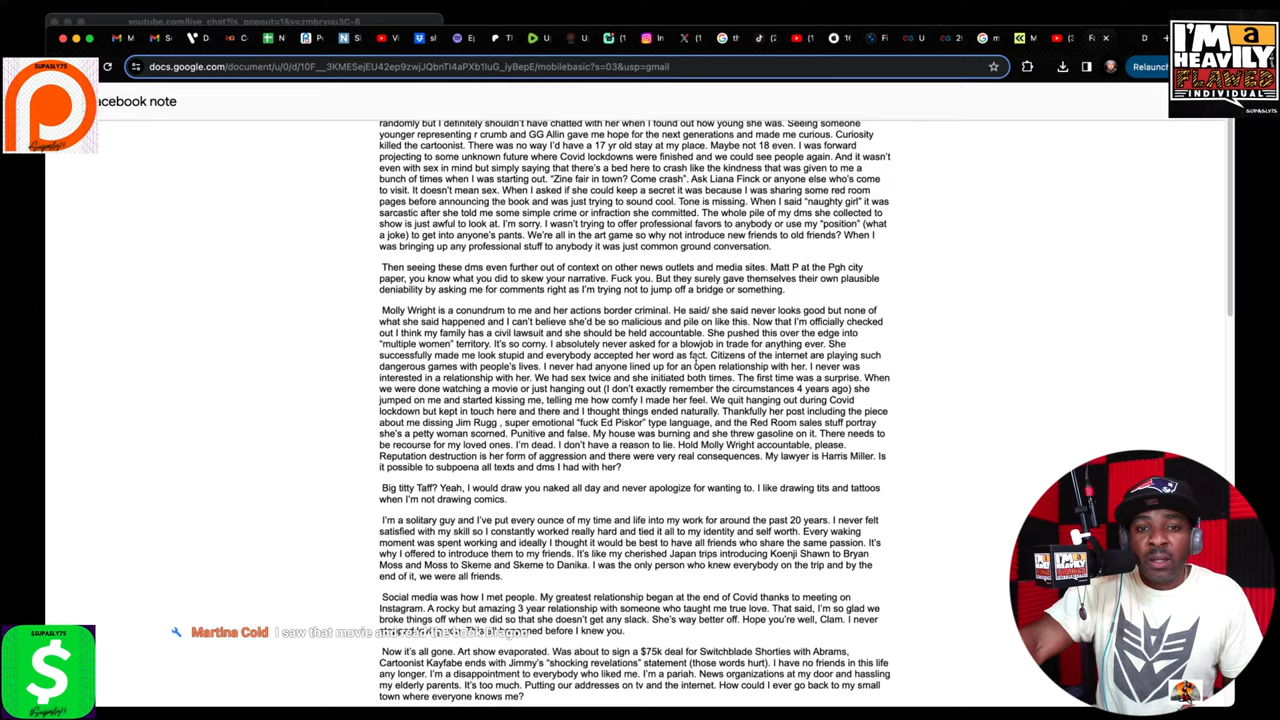 youtube.com/live_chat?is_popout=1&v=zmbrvou3C-8
docs.google.com/document/u/0/d/10F___3KMESejEU42ep9zwjJQbnTI4aPXb1IuG_iyBepE/mobilebasic?s=03&usp=gmail
Relaunch
SUPASLY75
I'M a
HEAVILY
FLAWED
INDIVIDUAL
SUPASLY75
acebook note
randomly but I definitely shouldn't have chatted with her when I found out how young she was. Seeing someone
younger representing r crumb and GG Allin gave me hope for the next generations and made me curious. Curiosity
killed the cartoonist. There was no way I'd have a 17 yr old stay at my place. Maybe not 18 even. I was forward
projecting to some unknown future where Covid lockdowns were finished and we could see people again. And it wasn't
even with sex in mind but simply saying that there's a bed here to crash like the kindness that was given to me a
bunch of times when I was starting out. "Zine fair in town? Come crash". Ask Liana Finck or anyone else who's come
to visit. It doesn't mean sex. When I asked if she could keep a secret it was because I was sharing some red room
pages before announcing the book and was just trying to sound cool. Tone is missing. When I said "naughty girl" it was
sarcastic after she told me some simple crime or infraction she committed. The whole pile of my dms she collected to
show is just awful to look at. I'm sorry. I wasn't trying to offer professional favors to anybody or use my "position" (what
a joke) to get into anyone's pants. We're all in the art game so why not introduce new friends to old friends? When I
was bringing up any professional stuff to anybody it was just common ground conversation.
Then seeing these dms even further out of context on other news outlets and media sites. Matt P at the Pgh city
paper, you know what you did to skew your narrative. Fuck you. But they surely gave themselves their own plausible
deniability by asking me for comments right as I'm trying not to jump off a bridge or something.
Molly Wright is a conundrum to me and her actions border criminal. He said/ she said never looks good but none of
what she said happened and I can't believe she'd be so malicious and pile on like this. Now that I'm officially checked
out I think my family has a civil lawsuit and she should be held accountable. She pushed this over the edge into
"multiple women" territory. It's so corny. I absolutely never asked for a blowjob in trade for anything ever. She
successfully made me look stupid and everybody accepted her word as fact. Citizens of the internet are playing such
dangerous games with people's lives. I never had anyone lined up for an open relationship with her. I never was
interested in a relationship with her. We had sex twice and she initiated both times. The first time was a surprise. When
we were done watching a movie or just hanging out (I don't exactly remember the circumstances 4 years ago) she
jumped on me and started kissing me, telling me how comfy I made her feel. We quit hanging out during Covid
lockdown but kept in touch here and there and I thought things ended naturally. Thankfully her post including the piece
about me dissing Jim Rugg , super emotional "fuck Ed Piskor" type language, and the Red Room sales stuff portray
she's a petty woman scorned. Punitive and false. My house was burning and she threw gasoline on it. There needs to
be recourse for my loved ones. I'm dead. I don't have a reason to lie. Hold Molly Wright accountable, please.
Reputation destruction is her form of aggression and there were very real consequences. My lawyer is Harris Miller. Is
it possible to subpoena all texts and dms I had with her?
Big titty Taff? Yeah, I would draw you naked all day and never apologize for wanting to. I like drawing tits and tattoos
when I'm not drawing comics.
I'm a solitary guy and I've put every ounce of my time and life into my work for around the past 20 years. I never felt
satisfied with my skill so I constantly worked really hard and tied it all to my identity and self worth. Every waking
moment was spent working and ideally I thought it would be best to have all friends who share the same passion. It's
why I offered to introduce them to my friends. It's like my cherished Japan trips introducing Koenji Shawn to Bryan
Moss and Moss to Skeme and Skeme to Danika. I was the only person who knew everybody on the trip and by the
end of it, we were all friends.
Social media was how I met people. My greatest relationship began at the end of Covid thanks to meeting on
Instagram. A rocky but amazing 3 year relationship with someone who taught me true love. That said, I'm so glad we
broke things off when we did so that she doesn't get any slack. She's way better off. Hope you're well, Clam. I never
before I knew you.
Martina Cold I saw that movie and read the book Dragon
Now it's all gone. Art show evaporated. Was about to sign a $75k deal for Switchblade Shorties with Abrams,
Cartoonist Kayfabe ends with Jimmy's "shocking revelations" statement (those words hurt). I have no friends in this life
any longer. I'm a disappointment to everybody who liked me. I'm a pariah. News organizations at my door and hassling
my elderly parents. It's too much. Putting our addresses on tv and the internet. How could I ever go back to my small
town where everyone knows me?
$SUPASLY75